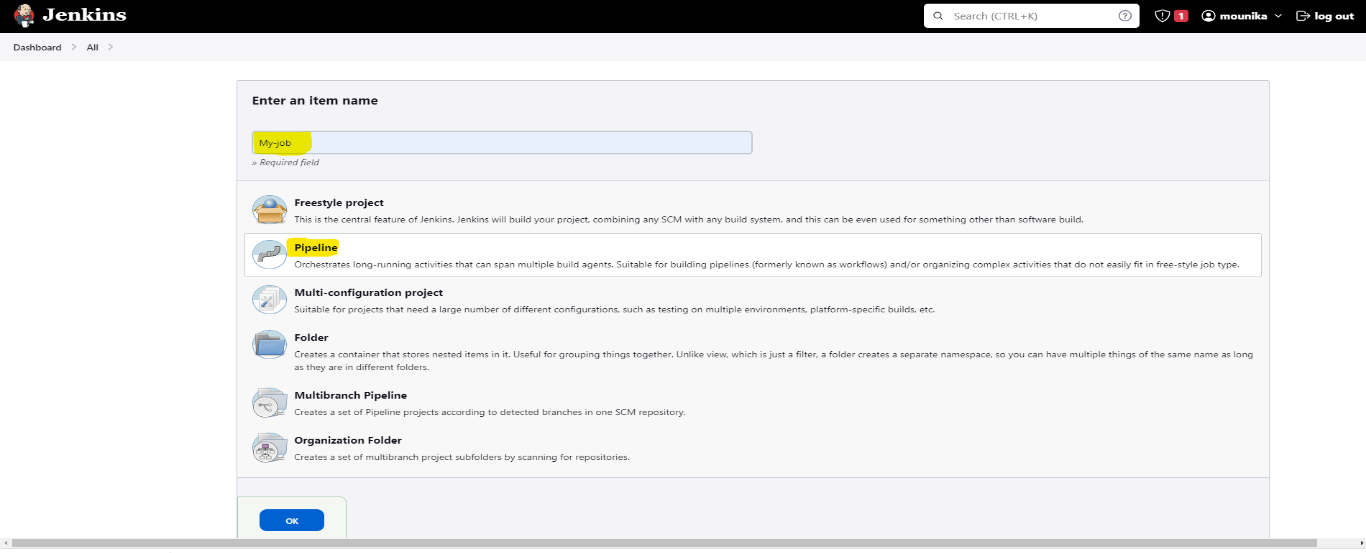 Jenkins
Search (CTRL+K)
?
1
mounika
log out
Dashboard > All >
Enter an item name
My-job
» Required field
Freestyle project
This is the central feature of Jenkins. Jenkins will build your project, combining any SCM with any build system, and this can be even used for something other than software build.
Pipeline
Orchestrates long-running activities that can span multiple build agents. Suitable for building pipelines (formerly known as workflows) and/or organizing complex activities that do not easily fit in free-style job type.
Multi-configuration project
Suitable for projects that need a large number of different configurations, such as testing on multiple environments, platform-specific builds, etc.
Folder
Creates a container that stores nested items in it. Useful for grouping things together. Unlike view, which is just a filter, a folder creates a separate namespace, so you can have multiple things of the same name as long
as they are in different folders.
Multibranch Pipeline
Creates a set of Pipeline projects according to detected branches in one SCM repository.
Organization Folder
Creates a set of multibranch project subfolders by scanning for repositories.
OK